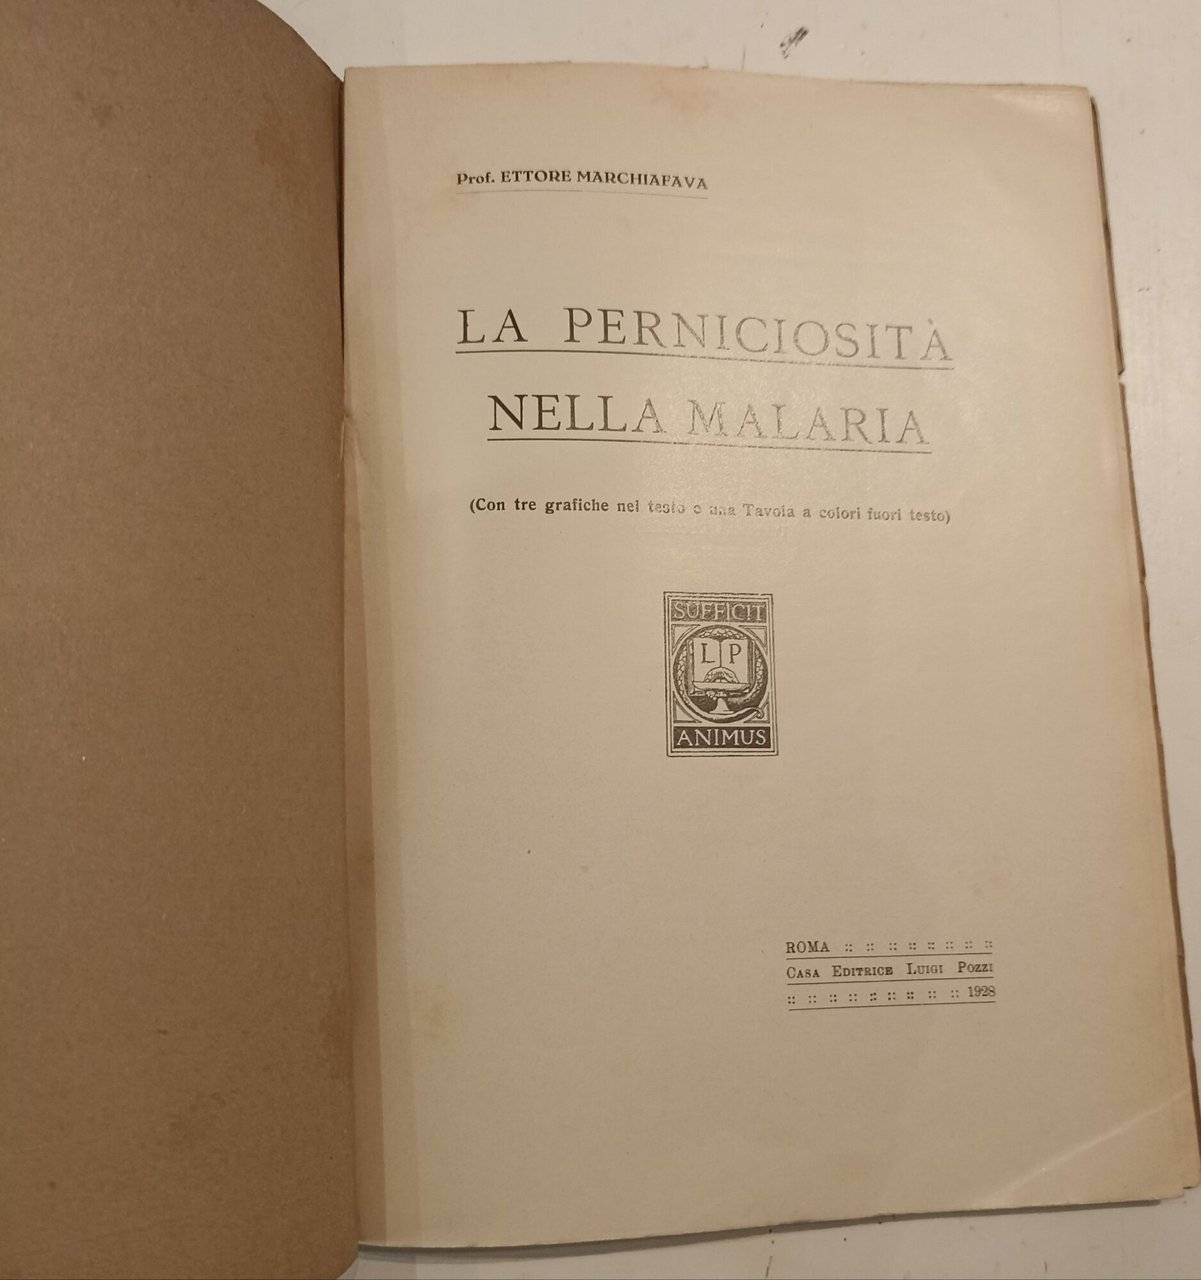 Prof. ETTORE MARCHIAFAVA
LA PERNICIOSITÀ
NELLA MALARIA
(Con tre grafiche nel testo e una Tavola a colori fuori testo)
SUFFICIT
L P
ANIMUS
ROMA :: :: :: :: :: :: :: ::
CASA EDITRICE LUIGI POZZI
:: :: :: :: :: :: :: :: :: 1928